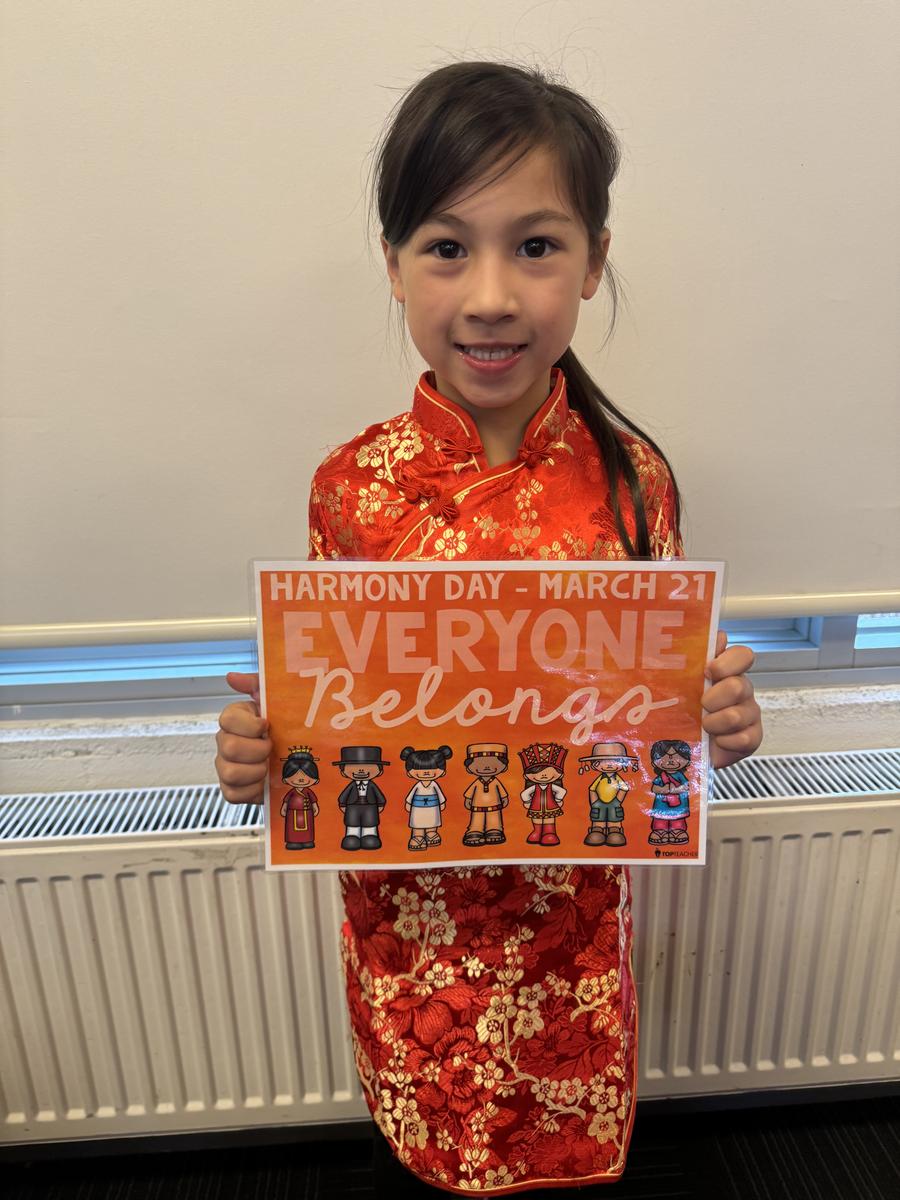 HARMONY DAY - MARCH 21
EVERYONE
Belongs
TOPTEACHER